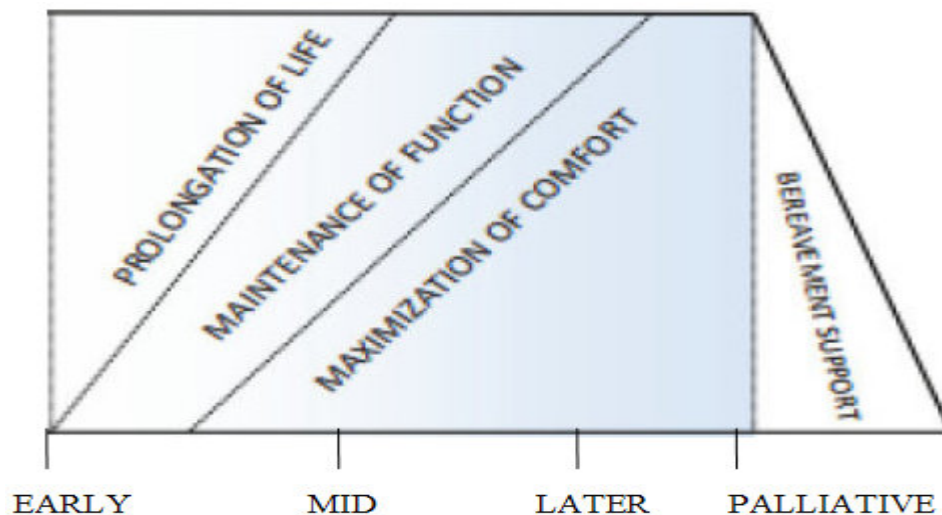 PROLONGATION OF LIFE
MAINTENANCE OF FUNCTION
MAXIMIZATION OF COMFORT
BEREAVEMENT SUPPORT
EARLY MID LATER PALLIATIVE